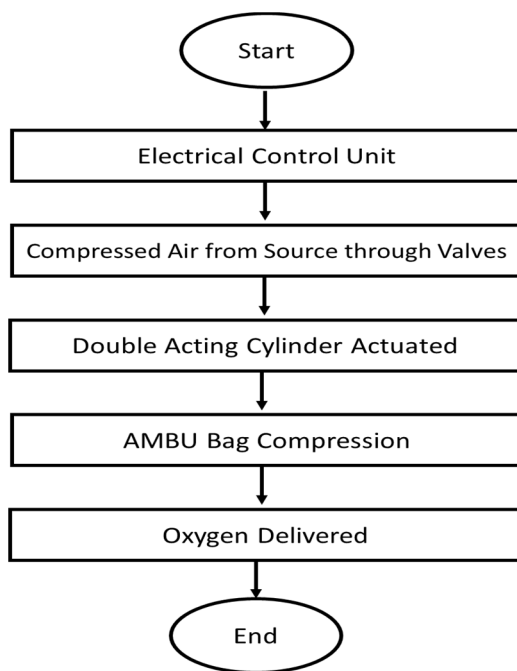 Start
Electrical Control Unit
Compressed Air from Source through Valves
Double Acting Cylinder Actuated
AMBU Bag Compression
Oxygen Delivered
End